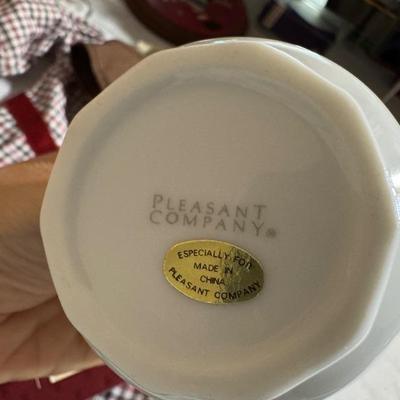 PLEASANT
COMPANY®
ESPECIALLY FOR
MADE IN
CHINA
PLEASANT COMPANY